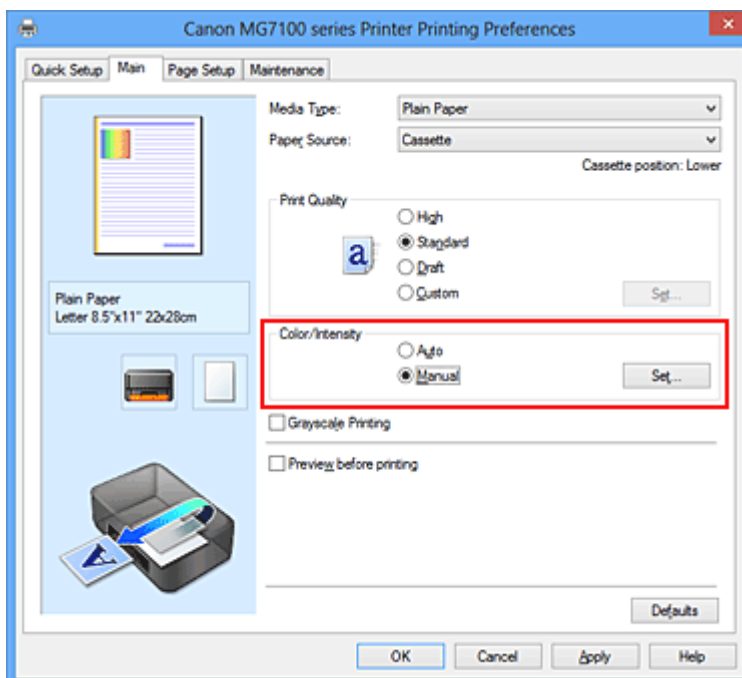 Canon MG7100 series Printer Printing Preferences
Quick Setup Main Page Setup Maintenance
Media Type: Plain Paper
Paper Source: Cassette
Cassette position: Lower
Print Quality
High
a Standard
Draft
Custom Set...
Plain Paper
Letter 8.5"x11" 22x28cm
Color/Intensity
Auto
Manual Set...
Grayscale Printing
Preview before printing
A
Defaults
OK Cancel Apply Help